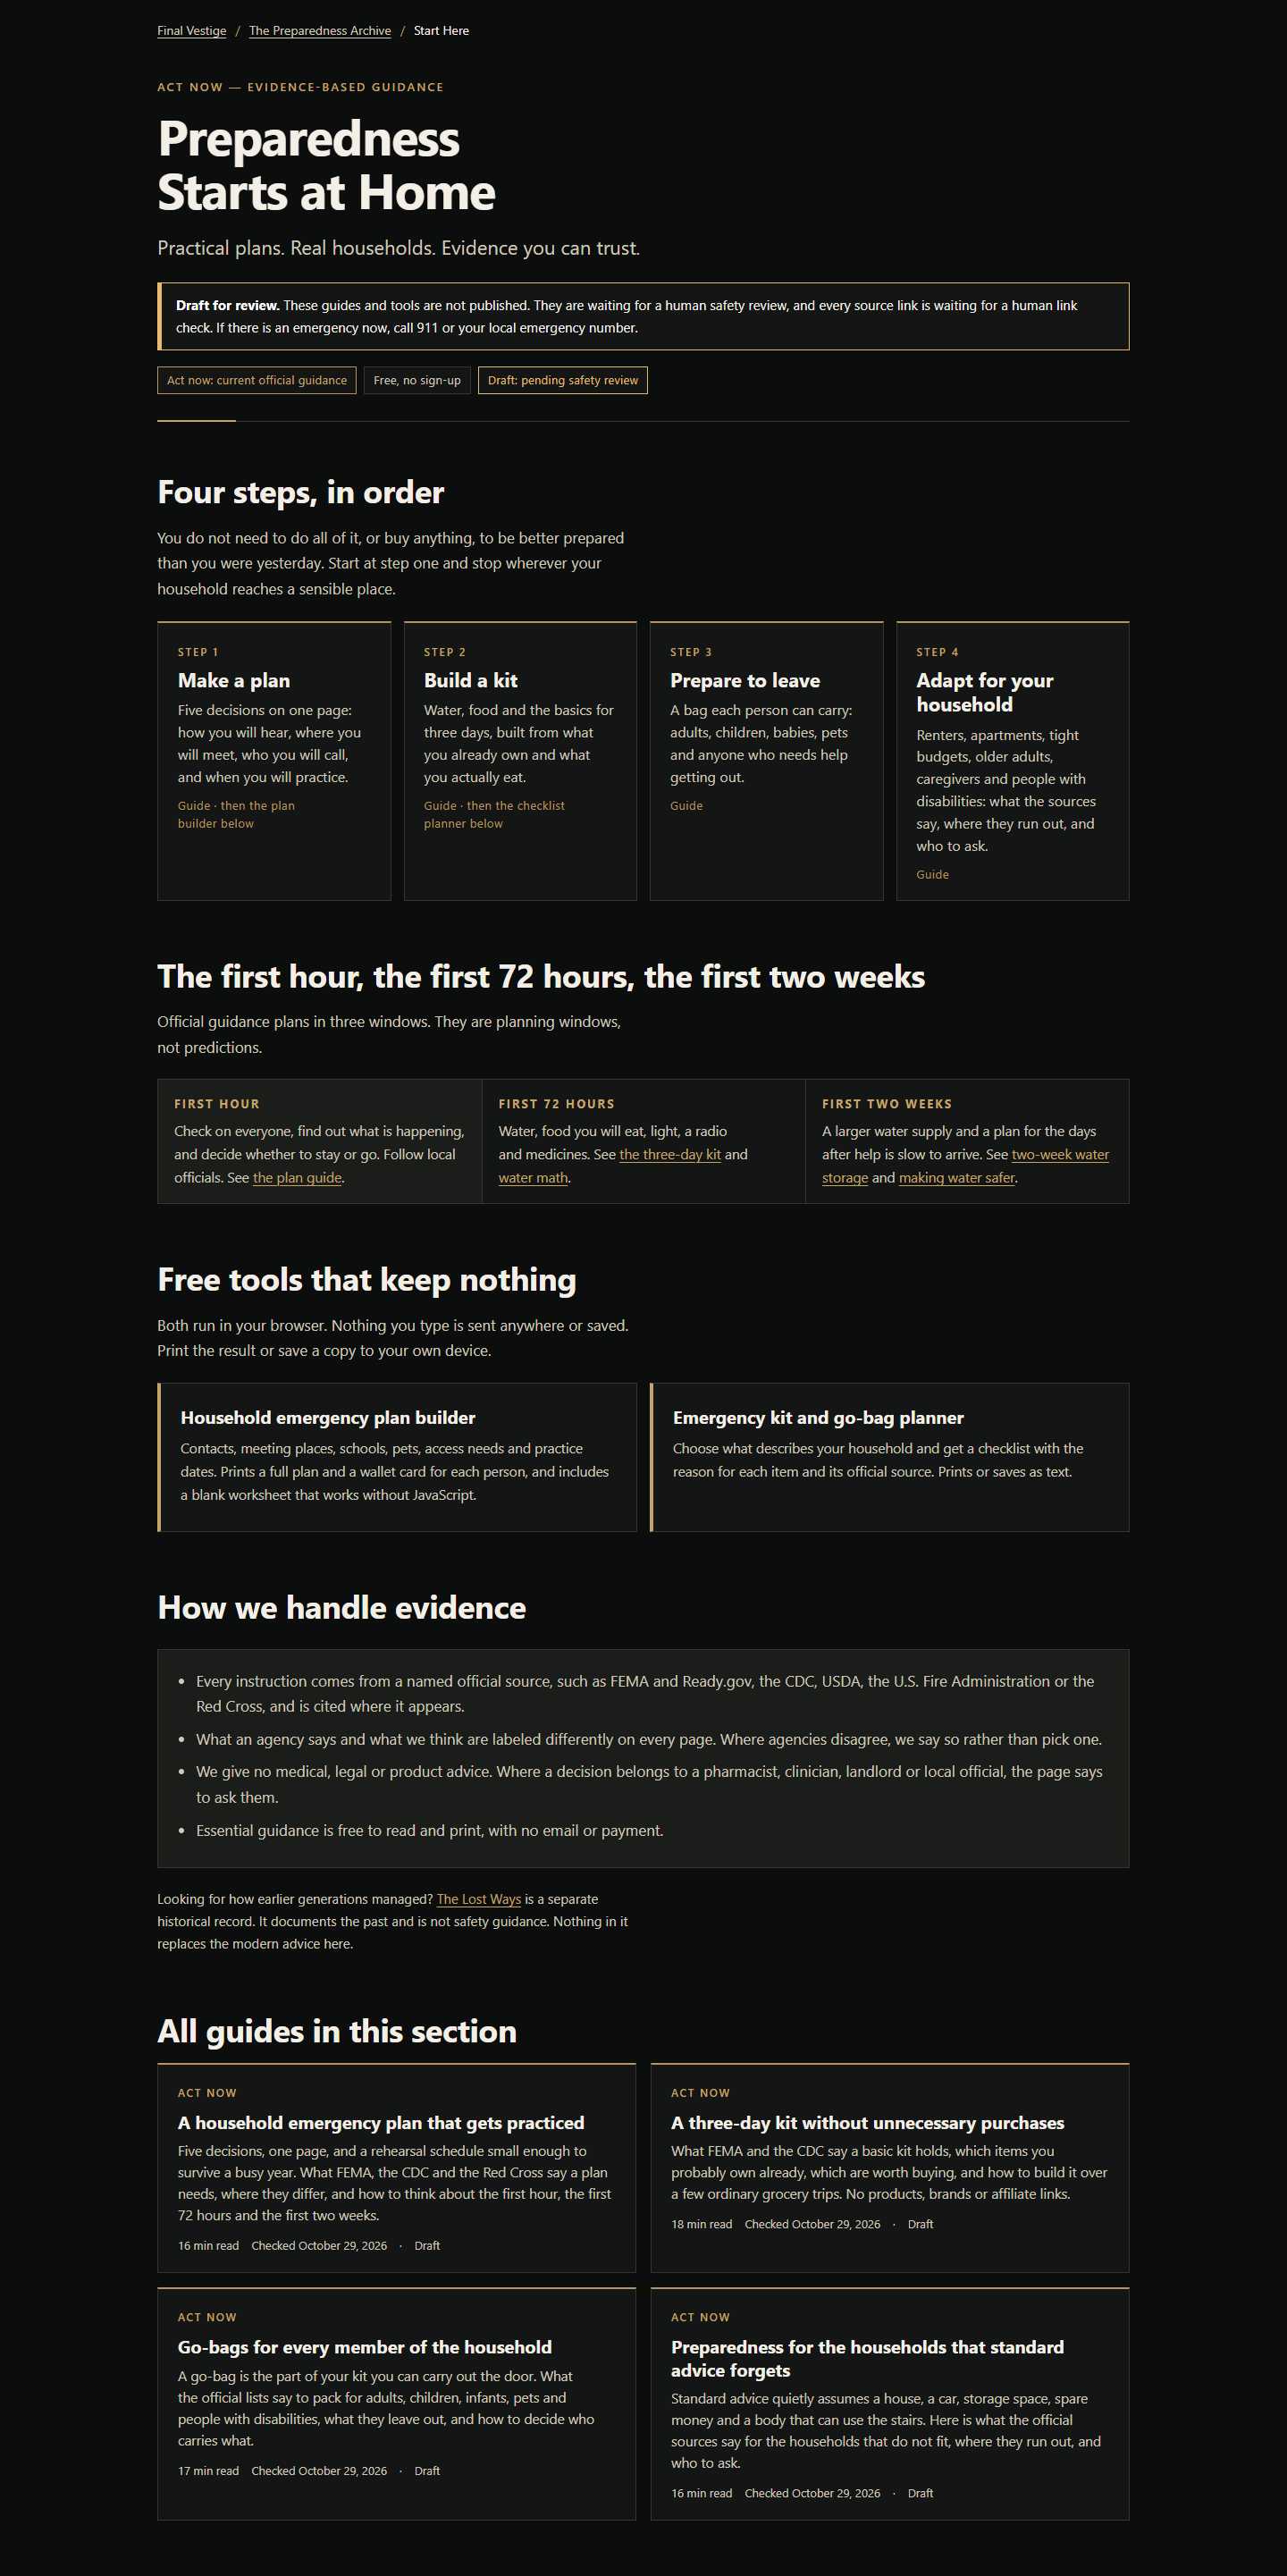 Final Vestige / The Preparedness Archive / Start Here
ACT NOW — EVIDENCE-BASED GUIDANCE
Preparedness
Starts at Home
Practical plans. Real households. Evidence you can trust.
Draft for review. These guides and tools are not published. They are waiting for a human safety review, and every source link is waiting for a human link
check. If there is an emergency now, call 911 or your local emergency number.
Act now: current official guidance
Free, no sign-up
Draft: pending safety review
Four steps, in order
You do not need to do all of it, or buy anything, to be better prepared
than you were yesterday. Start at step one and stop wherever your
household reaches a sensible place.
STEP 1
Make a plan
Five decisions on one page:
how you will hear, where you
will meet, who you will call,
and when you will practice.
Guide · then the plan
builder below
STEP 2
Build a kit
Water, food and the basics for
three days, built from what
you already own and what
you actually eat.
Guide · then the checklist
planner below
STEP 3
Prepare to leave
A bag each person can carry:
adults, children, babies, pets
and anyone who needs help
getting out.
Guide
STEP 4
Adapt for your
household
Renters, apartments, tight
budgets, older adults,
caregivers and people with
disabilities: what the sources
say, where they run out, and
who to ask.
Guide
The first hour, the first 72 hours, the first two weeks
Official guidance plans in three windows. They are planning windows,
not predictions.
FIRST HOUR
Check on everyone, find out what is happening,
and decide whether to stay or go. Follow local
officials. See the plan guide.
FIRST 72 HOURS
Water, food you will eat, light, a radio
and medicines. See the three-day kit and
water math.
FIRST TWO WEEKS
A larger water supply and a plan for the days
after help is slow to arrive. See two-week water
storage and making water safer.
Free tools that keep nothing
Both run in your browser. Nothing you type is sent anywhere or saved.
Print the result or save a copy to your own device.
Household emergency plan builder
Contacts, meeting places, schools, pets, access needs and practice
dates. Prints a full plan and a wallet card for each person, and includes
a blank worksheet that works without JavaScript.
Emergency kit and go-bag planner
Choose what describes your household and get a checklist with the
reason for each item and its official source. Prints or saves as text.
How we handle evidence
• Every instruction comes from a named official source, such as FEMA and Ready.gov, the CDC, USDA, the U.S. Fire Administration or the
Red Cross, and is cited where it appears.
• What an agency says and what we think are labeled differently on every page. Where agencies disagree, we say so rather than pick one.
• We give no medical, legal or product advice. Where a decision belongs to a pharmacist, clinician, landlord or local official, the page says
to ask them.
• Essential guidance is free to read and print, with no email or payment.
Looking for how earlier generations managed? The Lost Ways is a separate
historical record. It documents the past and is not safety guidance. Nothing in it
replaces the modern advice here.
All guides in this section
ACT NOW
A household emergency plan that gets practiced
Five decisions, one page, and a rehearsal schedule small enough to
survive a busy year. What FEMA, the CDC and the Red Cross say a plan
needs, where they differ, and how to think about the first hour, the first
72 hours and the first two weeks.
16 min read Checked October 29, 2026 · Draft
ACT NOW
A three-day kit without unnecessary purchases
What FEMA and the CDC say a basic kit holds, which items you
probably own already, which are worth buying, and how to build it over
a few ordinary grocery trips. No products, brands or affiliate links.
18 min read Checked October 29, 2026 · Draft
ACT NOW
Go-bags for every member of the household
A go-bag is the part of your kit you can carry out the door. What
the official lists say to pack for adults, children, infants, pets and
people with disabilities, what they leave out, and how to decide who
carries what.
17 min read Checked October 29, 2026 · Draft
ACT NOW
Preparedness for the households that standard
advice forgets
Standard advice quietly assumes a house, a car, storage space, spare
money and a body that can use the stairs. Here is what the official
sources say for the households that do not fit, where they run out, and
who to ask.
16 min read Checked October 29, 2026 · Draft